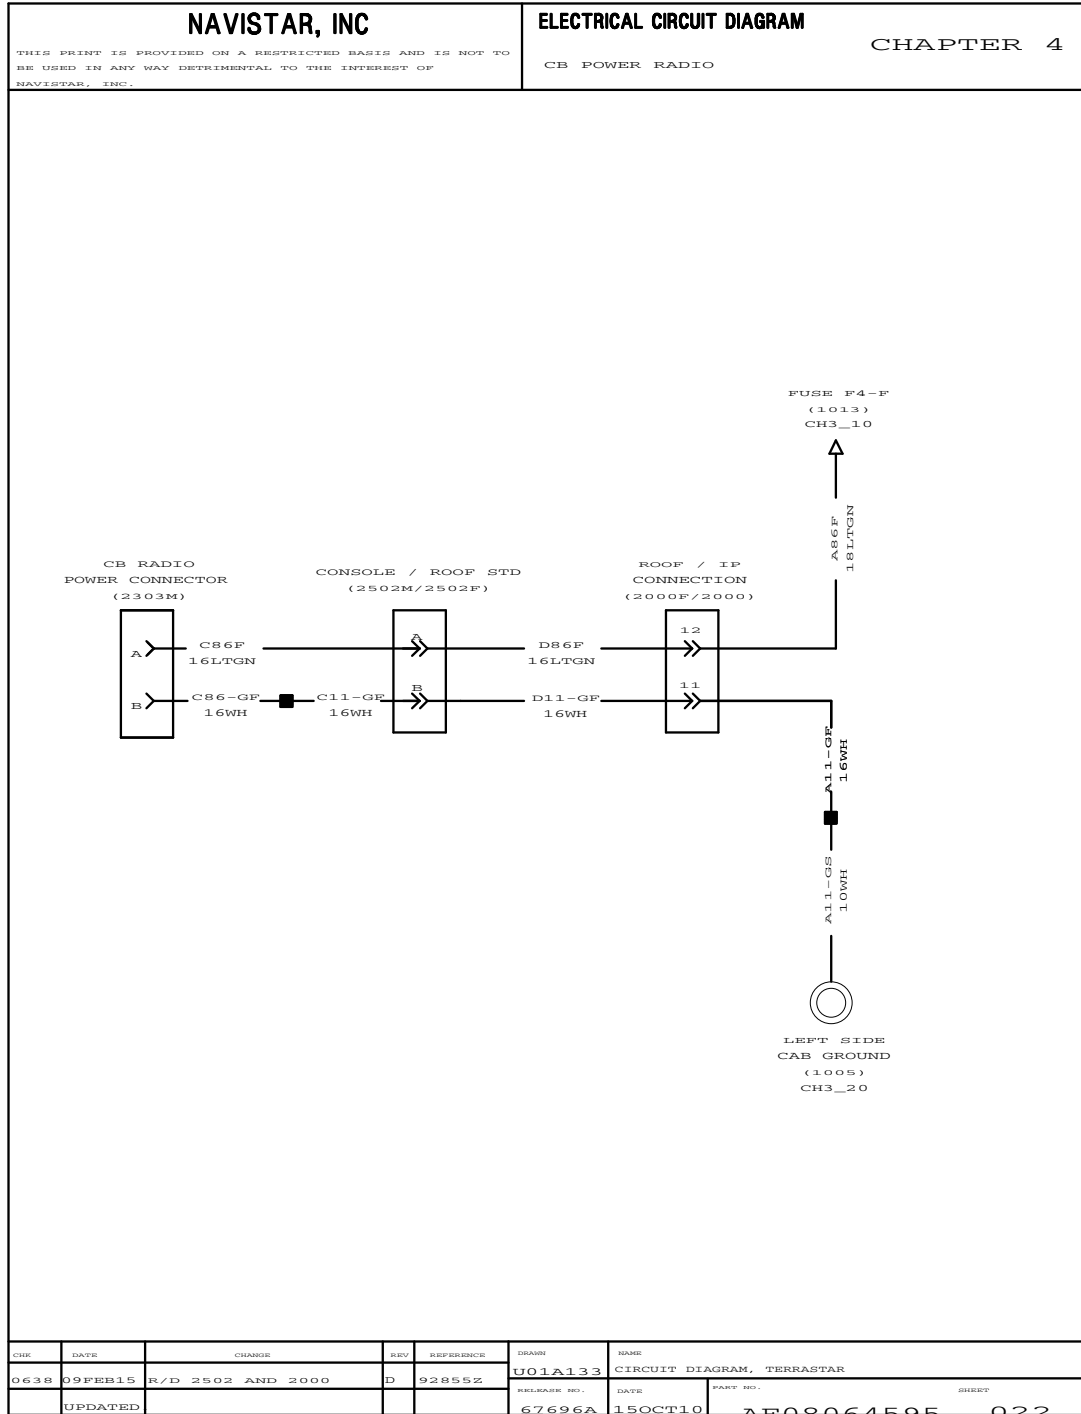 NAVISTAR, INC
THIS PRINT IS PROVIDED ON A RESTRICTED BASIS AND IS NOT TO
BE USED IN ANY WAY DETRIMENTAL TO THE INTEREST OF
NAVISTAR, INC.
ELECTRICAL CIRCUIT DIAGRAM
CB POWER RADIO
CHAPTER 4
FUSE F4-F
(1013)
CH3_10
A86F
18LTGN
CB RADIO
POWER CONNECTOR
(2303M)
CONSOLE / ROOF STD
(2502M/2502F)
ROOF / IP
CONNECTION
(2000F/2000)
A
C86F
16LTGN
A
D86F
16LTGN
12
B
C86-GF
16WH
C11-GF
16WH
B
D11-GF
16WH
11
A11-GF
16WH
A11-GS
10WH
LEFT SIDE
CAB GROUND
(1005)
CH3_20
CHK DATE CHANGE REV REFERENCE DRAWN NAME
0638 09FEB15 R/D 2502 AND 2000 D 92855Z U01A133 CIRCUIT DIAGRAM, TERRASTAR
RELEASE NO. DATE PART NO. SHEET
UPDATED 67696A 15OCT10 AE08064595 022